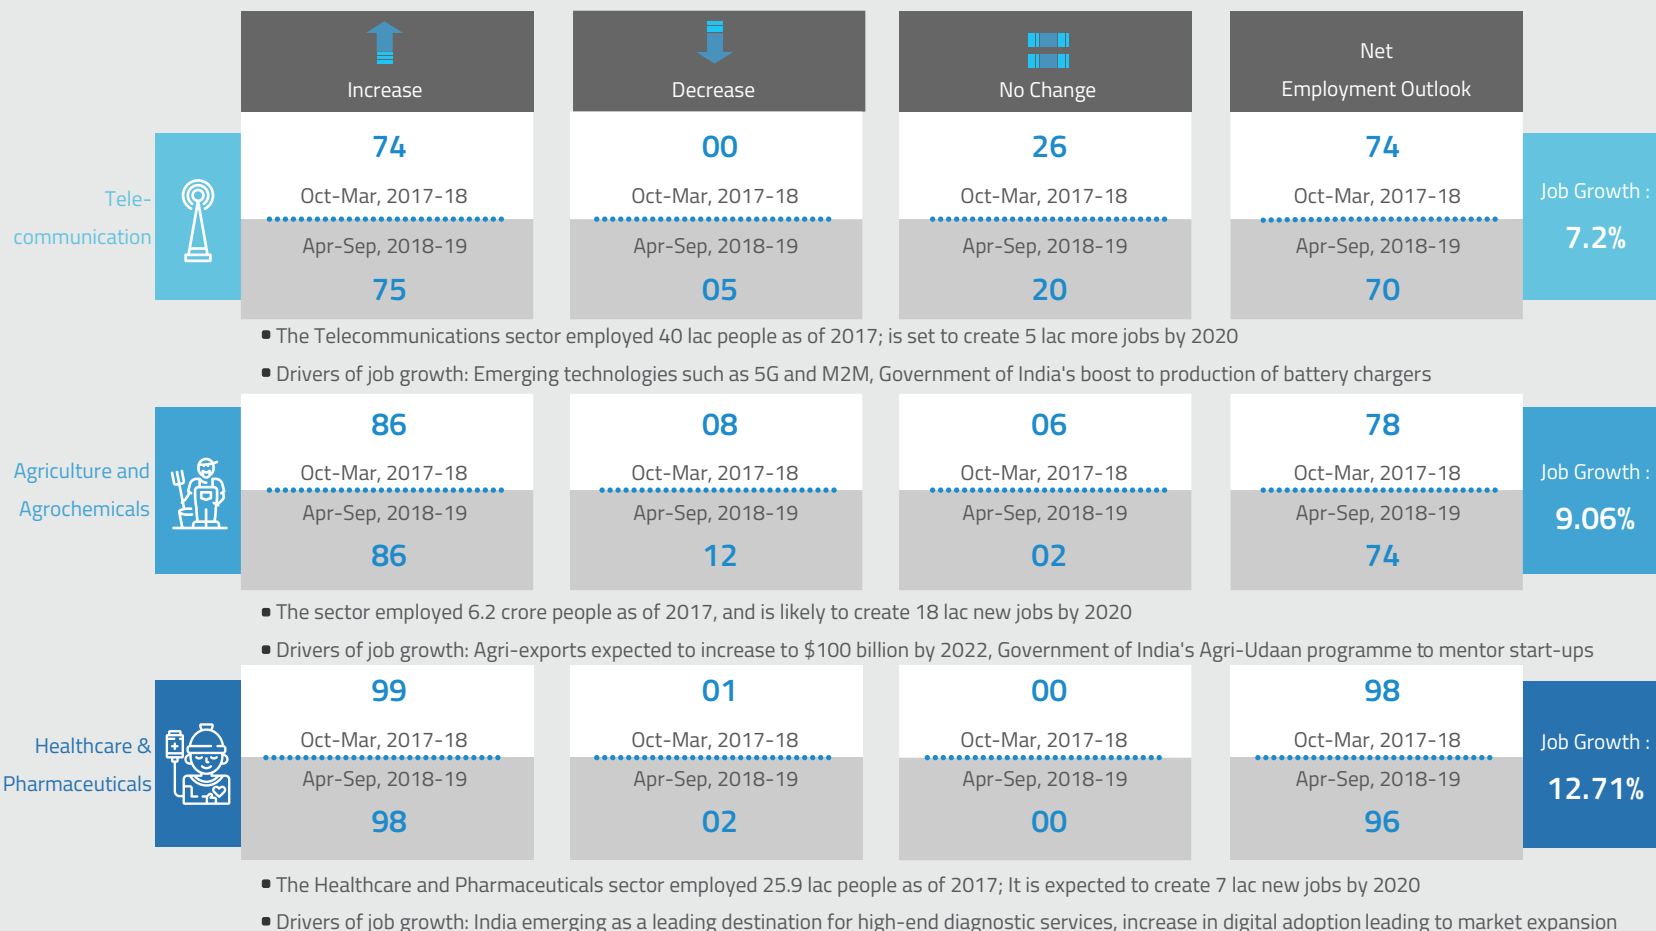 Increase
Decrease
No Change
Net
Employment Outlook
Tele-
communication
74
Oct-Mar, 2017-18
Apr-Sep, 2018-19
75
00
Oct-Mar, 2017-18
Apr-Sep, 2018-19
05
26
Oct-Mar, 2017-18
Apr-Sep, 2018-19
20
74
Oct-Mar, 2017-18
Apr-Sep, 2018-19
70
Job Growth :
7.2%
The Telecommunications sector employed 40 lac people as of 2017; is set to create 5 lac more jobs by 2020
Drivers of job growth: Emerging technologies such as 5G and M2M, Government of India's boost to production of battery chargers
Agriculture and
Agrochemicals
86
Oct-Mar, 2017-18
Apr-Sep, 2018-19
86
08
Oct-Mar, 2017-18
Apr-Sep, 2018-19
12
06
Oct-Mar, 2017-18
Apr-Sep, 2018-19
02
78
Oct-Mar, 2017-18
Apr-Sep, 2018-19
74
Job Growth :
9.06%
The sector employed 6.2 crore people as of 2017, and is likely to create 18 lac new jobs by 2020
Drivers of job growth: Agri-exports expected to increase to $100 billion by 2022, Government of India's Agri-Udaan programme to mentor start-ups
Healthcare &
Pharmaceuticals
99
Oct-Mar, 2017-18
Apr-Sep, 2018-19
98
01
Oct-Mar, 2017-18
Apr-Sep, 2018-19
02
00
Oct-Mar, 2017-18
Apr-Sep, 2018-19
00
98
Oct-Mar, 2017-18
Apr-Sep, 2018-19
96
Job Growth :
12.71%
The Healthcare and Pharmaceuticals sector employed 25.9 lac people as of 2017; It is expected to create 7 lac new jobs by 2020
Drivers of job growth: India emerging as a leading destination for high-end diagnostic services, increase in digital adoption leading to market expansion